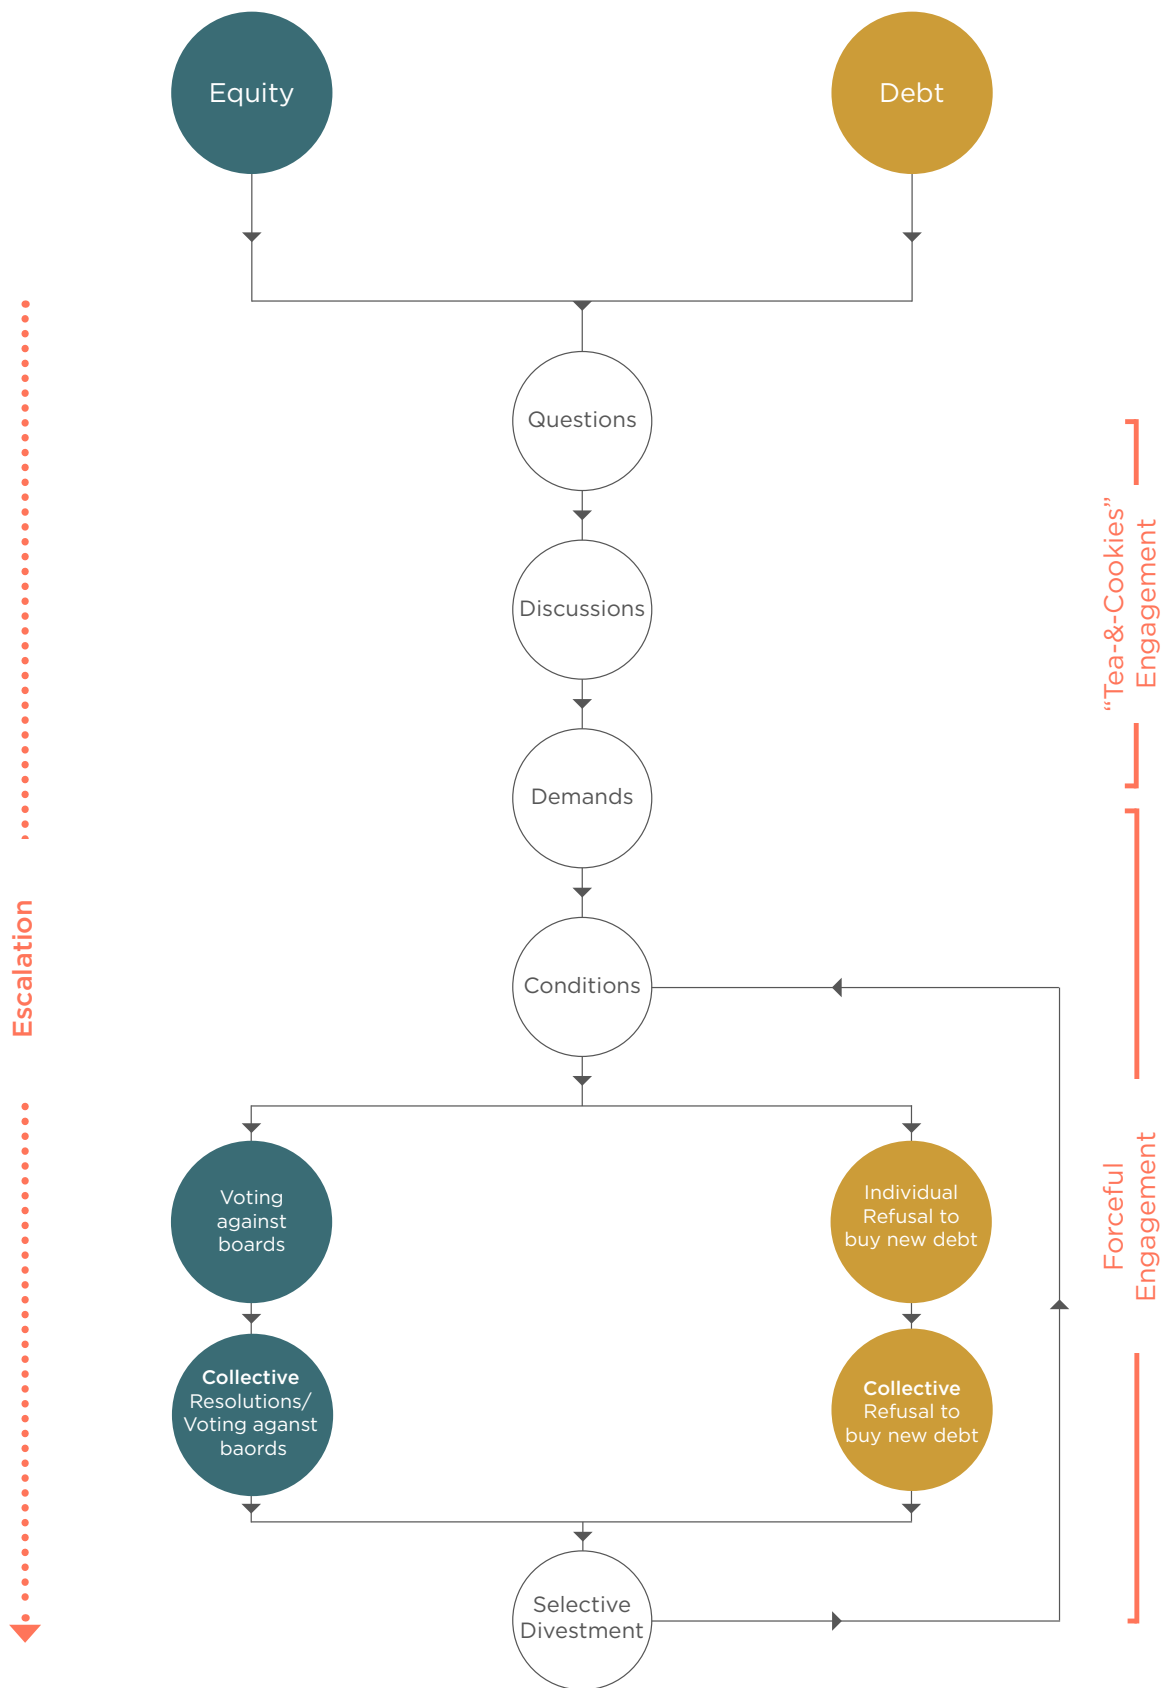 Equity
Debt
Questions
“Tea-&-Cookies”
Engagement
Discussions
Demands
Escalation
Conditions
Forceful
Engagement
Voting
against
boards
Individual
Refusal to
buy new debt
Collective
Resolutions/
Voting aganst
baords
Collective
Refusal to
buy new debt
Selective
Divestment